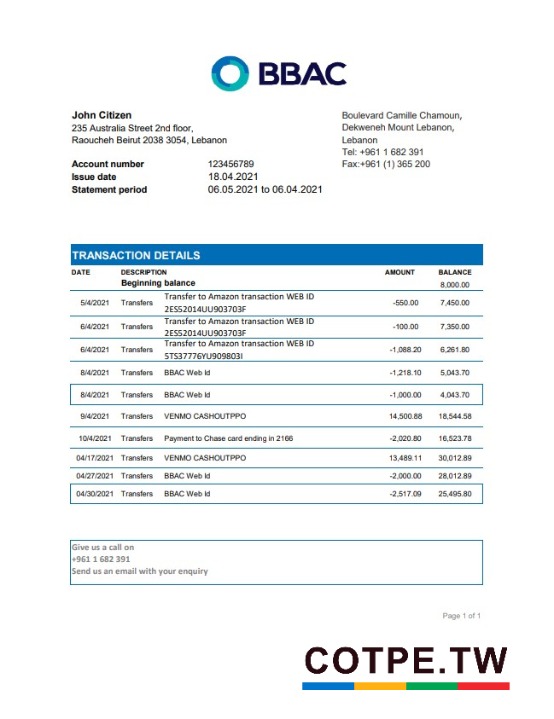 BBAC
John Citizen
235 Australia Street 2nd floor,
Raoucheh Beirut 2038 3054, Lebanon
Account number 123456789
Issue date 18.04.2021
Statement period 06.05.2021 to 06.04.2021
Boulevard Camille Chamoun,
Dekweneh Mount Lebanon,
Lebanon
Tel: +961 1 682 391
Fax:+961 (1) 365 200
TRANSACTION DETAILS
DATE DESCRIPTION AMOUNT BALANCE
Beginning balance 8,000.00
5/4/2021 Transfers Transfer to Amazon transaction WEB ID -550.00 7,450.00
2ES52014UU903703F
6/4/2021 Transfers Transfer to Amazon transaction WEB ID -100.00 7,350.00
2ES52014UU903703F
6/4/2021 Transfers Transfer to Amazon transaction WEB ID -1,088.20 6,261.80
5TS37776YU909803I
8/4/2021 Transfers BBAC Web Id -1,218.10 5,043.70
8/4/2021 Transfers BBAC Web Id -1,000.00 4,043.70
9/4/2021 Transfers VENMO CASHOUTPPO 14,500.88 18,544.58
10/4/2021 Transfers Payment to Chase card ending in 2166 -2,020.80 16,523.78
04/17/2021 Transfers VENMO CASHOUTPPO 13,489.11 30,012.89
04/27/2021 Transfers BBAC Web Id -2,000.00 28,012.89
04/30/2021 Transfers BBAC Web Id -2,517.09 25,495.80
Give us a call on
+961 1 682 391
Send us an email with your enquiry
Page 1 of 1
COTPE.TW